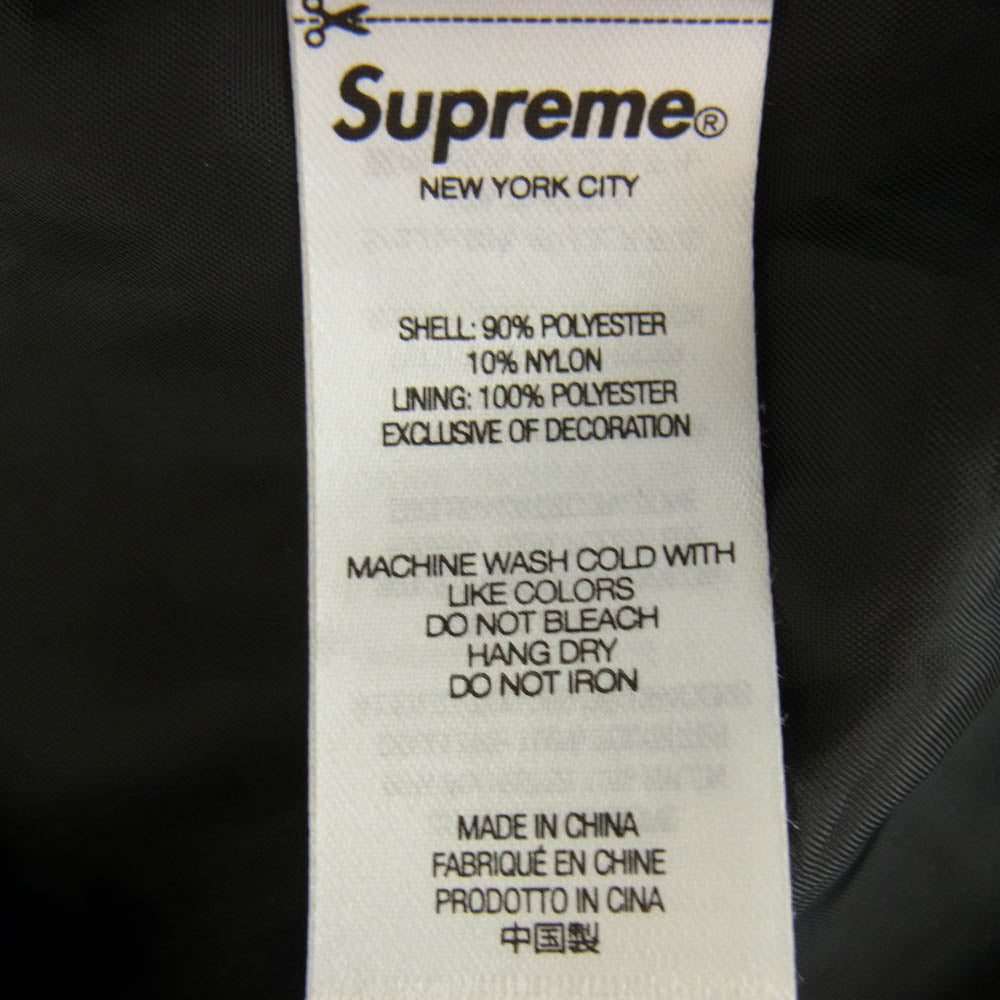 Supreme®
NEW YORK CITY
SHELL: 90% POLYESTER
10% NYLON
LINING: 100% POLYESTER
EXCLUSIVE OF DECORATION
MACHINE WASH COLD WITH
LIKE COLORS
DO NOT BLEACH
HANG DRY
DO NOT IRON
MADE IN CHINA
FABRIQUÉ EN CHINE
PRODOTTO IN CINA
中国製